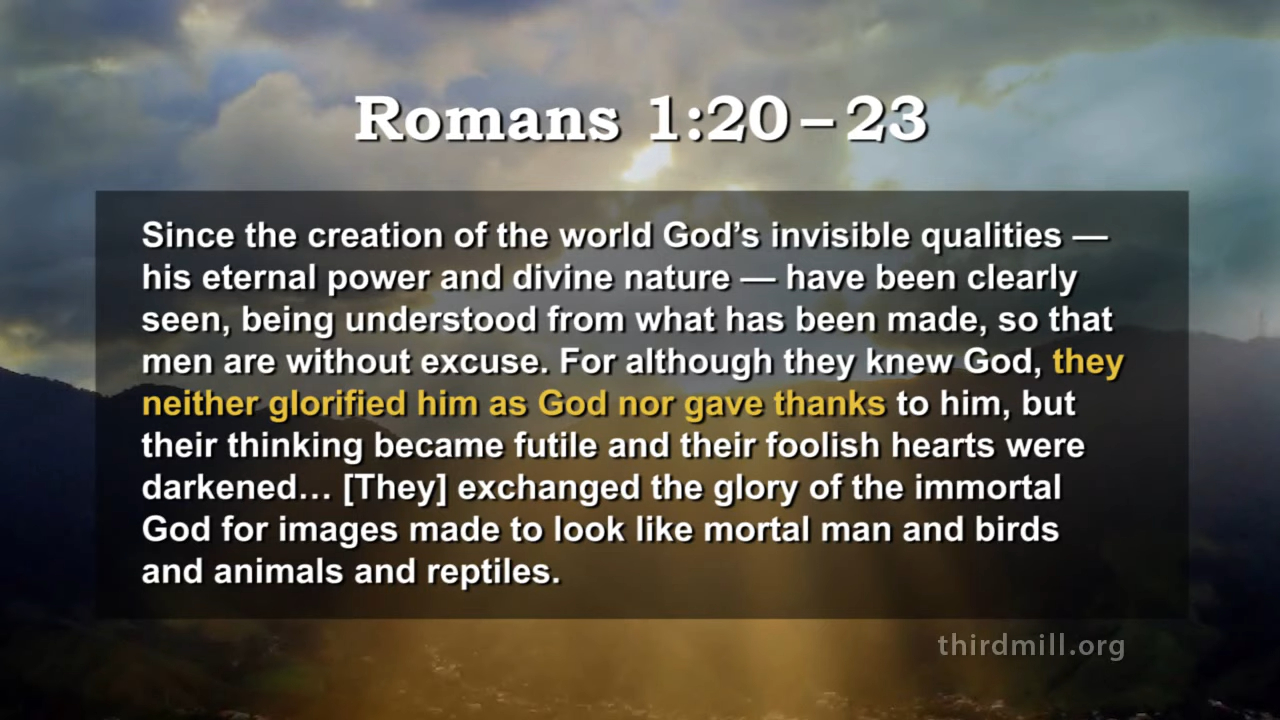 Romans 1:20 – 23
Since the creation of the world God’s invisible qualities —
his eternal power and divine nature — have been clearly
seen, being understood from what has been made, so that
men are without excuse. For although they knew God, they
neither glorified him as God nor gave thanks to him, but
their thinking became futile and their foolish hearts were
darkened… [They] exchanged the glory of the immortal
God for images made to look like mortal man and birds
and animals and reptiles.
thirdmill.org